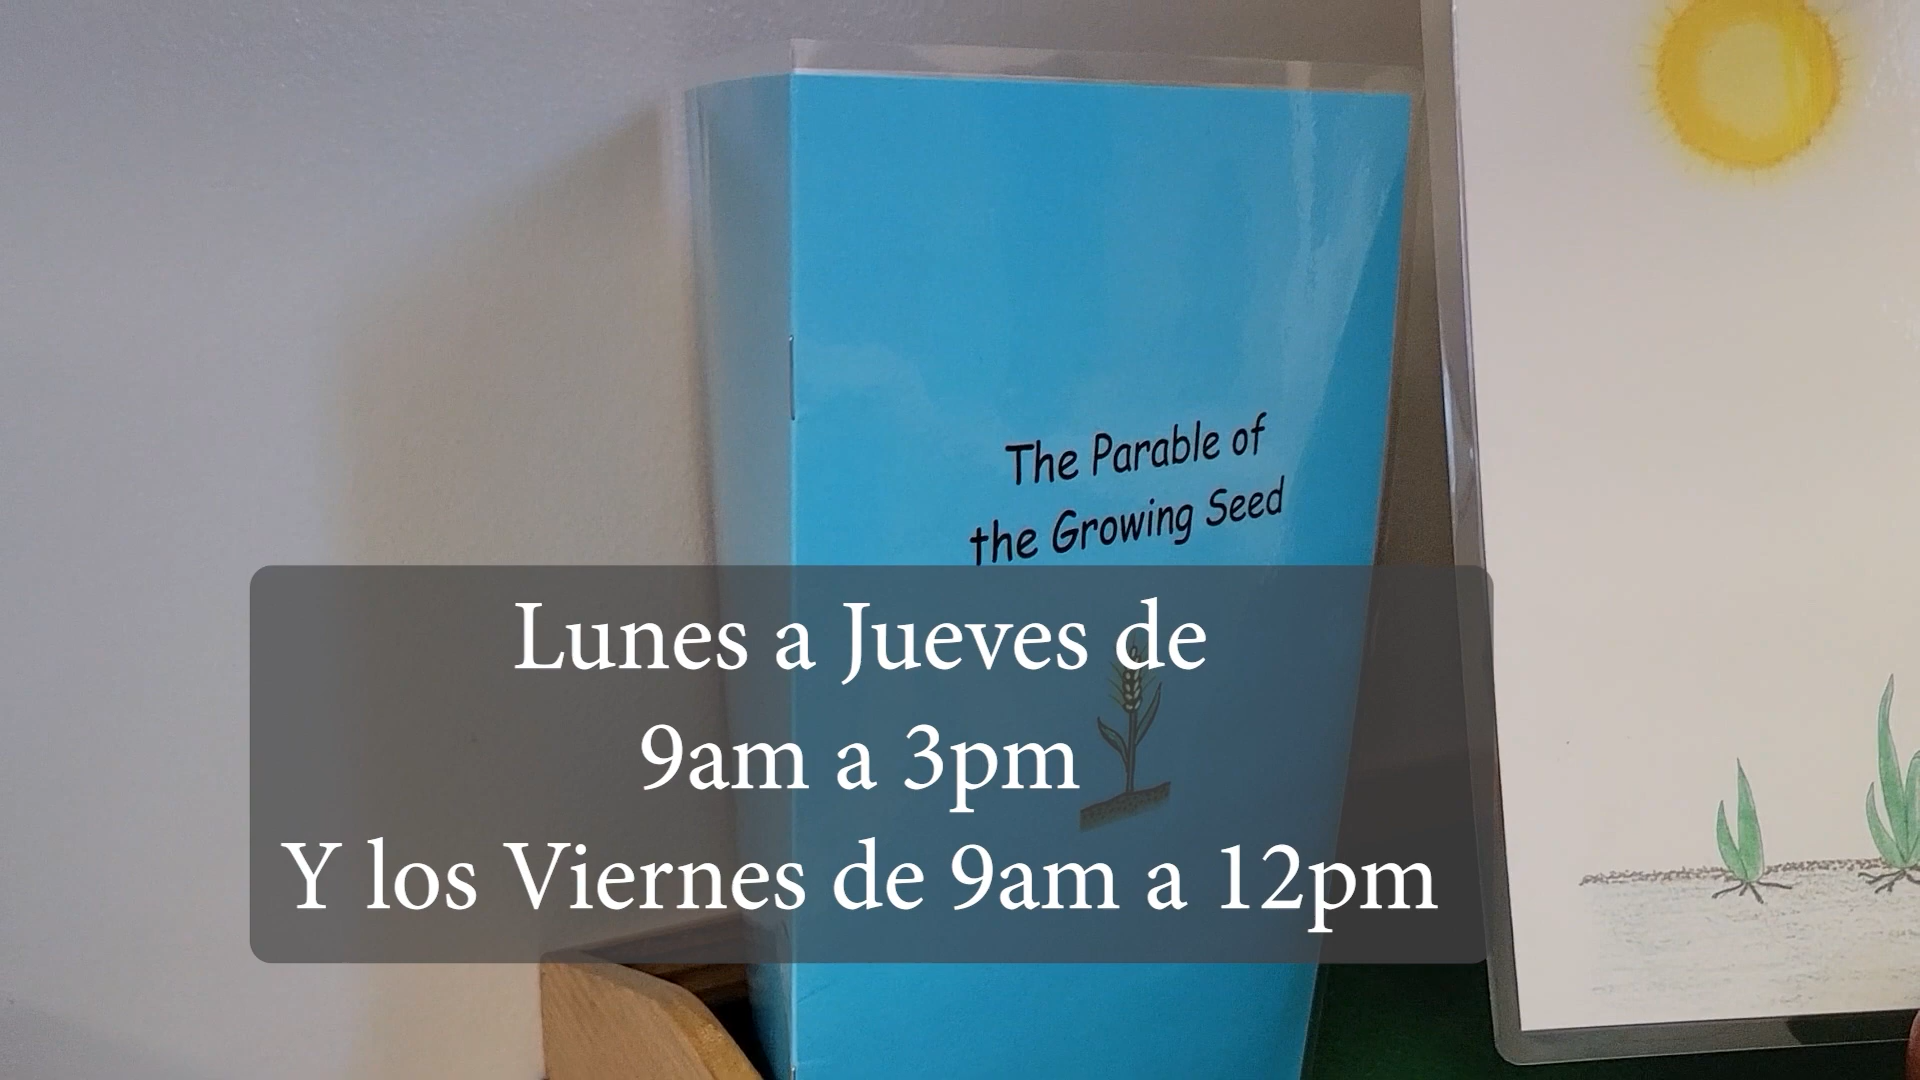 The Parable of
the Growing Seed
Lunes a Jueves de
9am a 3pm
Y los Viernes de 9am a 12pm